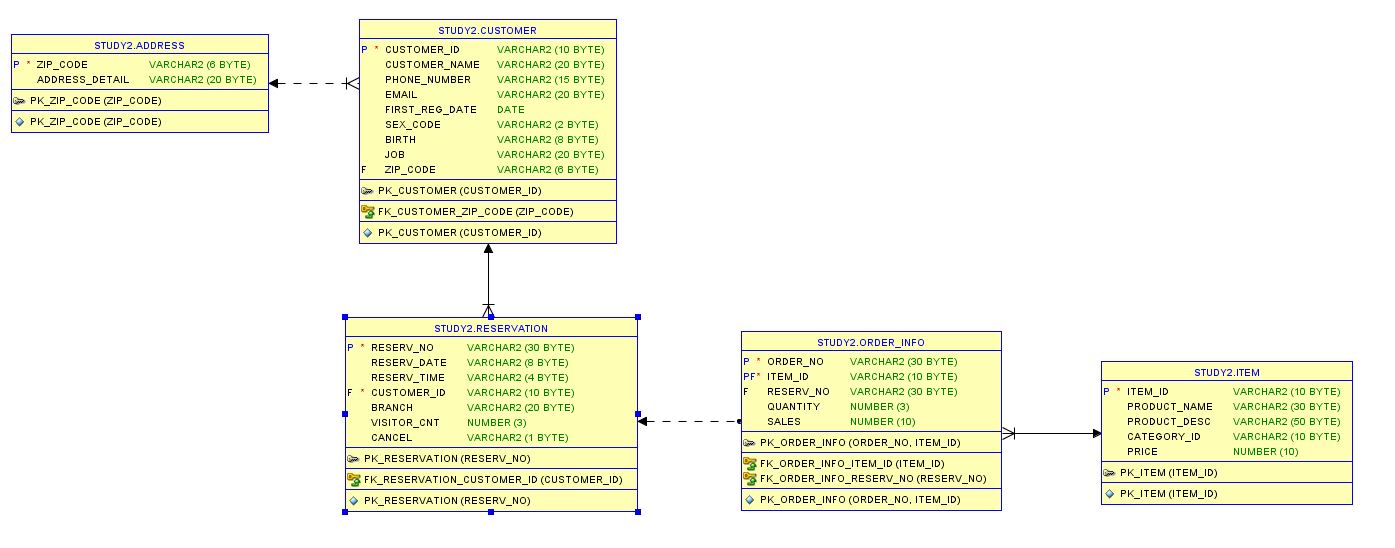 STUDY2.ADDRESS
P * ZIP_CODE VARCHAR2 (6 BYTE)
ADDRESS_DETAIL VARCHAR2 (20 BYTE)
PK_ZIP_CODE (ZIP_CODE)
PK_ZIP_CODE (ZIP_CODE)
STUDY2.CUSTOMER
P * CUSTOMER_ID VARCHAR2 (10 BYTE)
CUSTOMER_NAME VARCHAR2 (20 BYTE)
PHONE_NUMBER VARCHAR2 (15 BYTE)
EMAIL VARCHAR2 (20 BYTE)
FIRST_REG_DATE DATE
SEX_CODE VARCHAR2 (2 BYTE)
BIRTH VARCHAR2 (8 BYTE)
JOB VARCHAR2 (20 BYTE)
F ZIP_CODE VARCHAR2 (6 BYTE)
PK_CUSTOMER (CUSTOMER_ID)
FK_CUSTOMER_ZIP_CODE (ZIP_CODE)
PK_CUSTOMER (CUSTOMER_ID)
STUDY2.RESERVATION
P * RESERV_NO VARCHAR2 (30 BYTE)
RESERV_DATE VARCHAR2 (8 BYTE)
RESERV_TIME VARCHAR2 (4 BYTE)
F * CUSTOMER_ID VARCHAR2 (10 BYTE)
BRANCH VARCHAR2 (20 BYTE)
VISITOR_CNT NUMBER (3)
CANCEL VARCHAR2 (1 BYTE)
PK_RESERVATION (RESERV_NO)
FK_RESERVATION_CUSTOMER_ID (CUSTOMER_ID)
PK_RESERVATION (RESERV_NO)
STUDY2.ORDER_INFO
P * ORDER_NO VARCHAR2 (30 BYTE)
PF* ITEM_ID VARCHAR2 (10 BYTE)
F RESERV_NO VARCHAR2 (30 BYTE)
QUANTITY NUMBER (3)
SALES NUMBER (10)
PK_ORDER_INFO (ORDER_NO, ITEM_ID)
FK_ORDER_INFO_ITEM_ID (ITEM_ID)
FK_ORDER_INFO_RESERV_NO (RESERV_NO)
PK_ORDER_INFO (ORDER_NO, ITEM_ID)
STUDY2.ITEM
P * ITEM_ID VARCHAR2 (10 BYTE)
PRODUCT_NAME VARCHAR2 (30 BYTE)
PRODUCT_DESC VARCHAR2 (50 BYTE)
CATEGORY_ID VARCHAR2 (10 BYTE)
PRICE NUMBER (10)
PK_ITEM (ITEM_ID)
PK_ITEM (ITEM_ID)